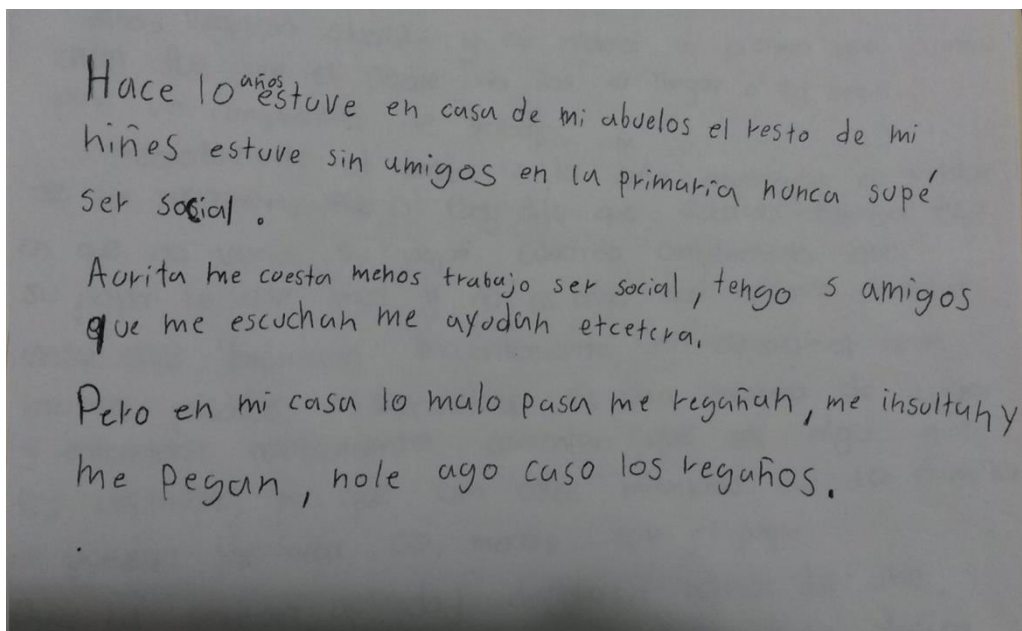 Hace 10 años estuve en casa de mi abuelos el resto de mi
niñes estuve sin amigos en la primaria nunca supé
ser social.
Aorita me cuesta menos trabajo ser social, tengo 5 amigos
que me escuchan me ayudan etcetera.
Pero en mi casa lo malo pasa me regañan, me insultan y
me pegan, nole ago caso los regaños.